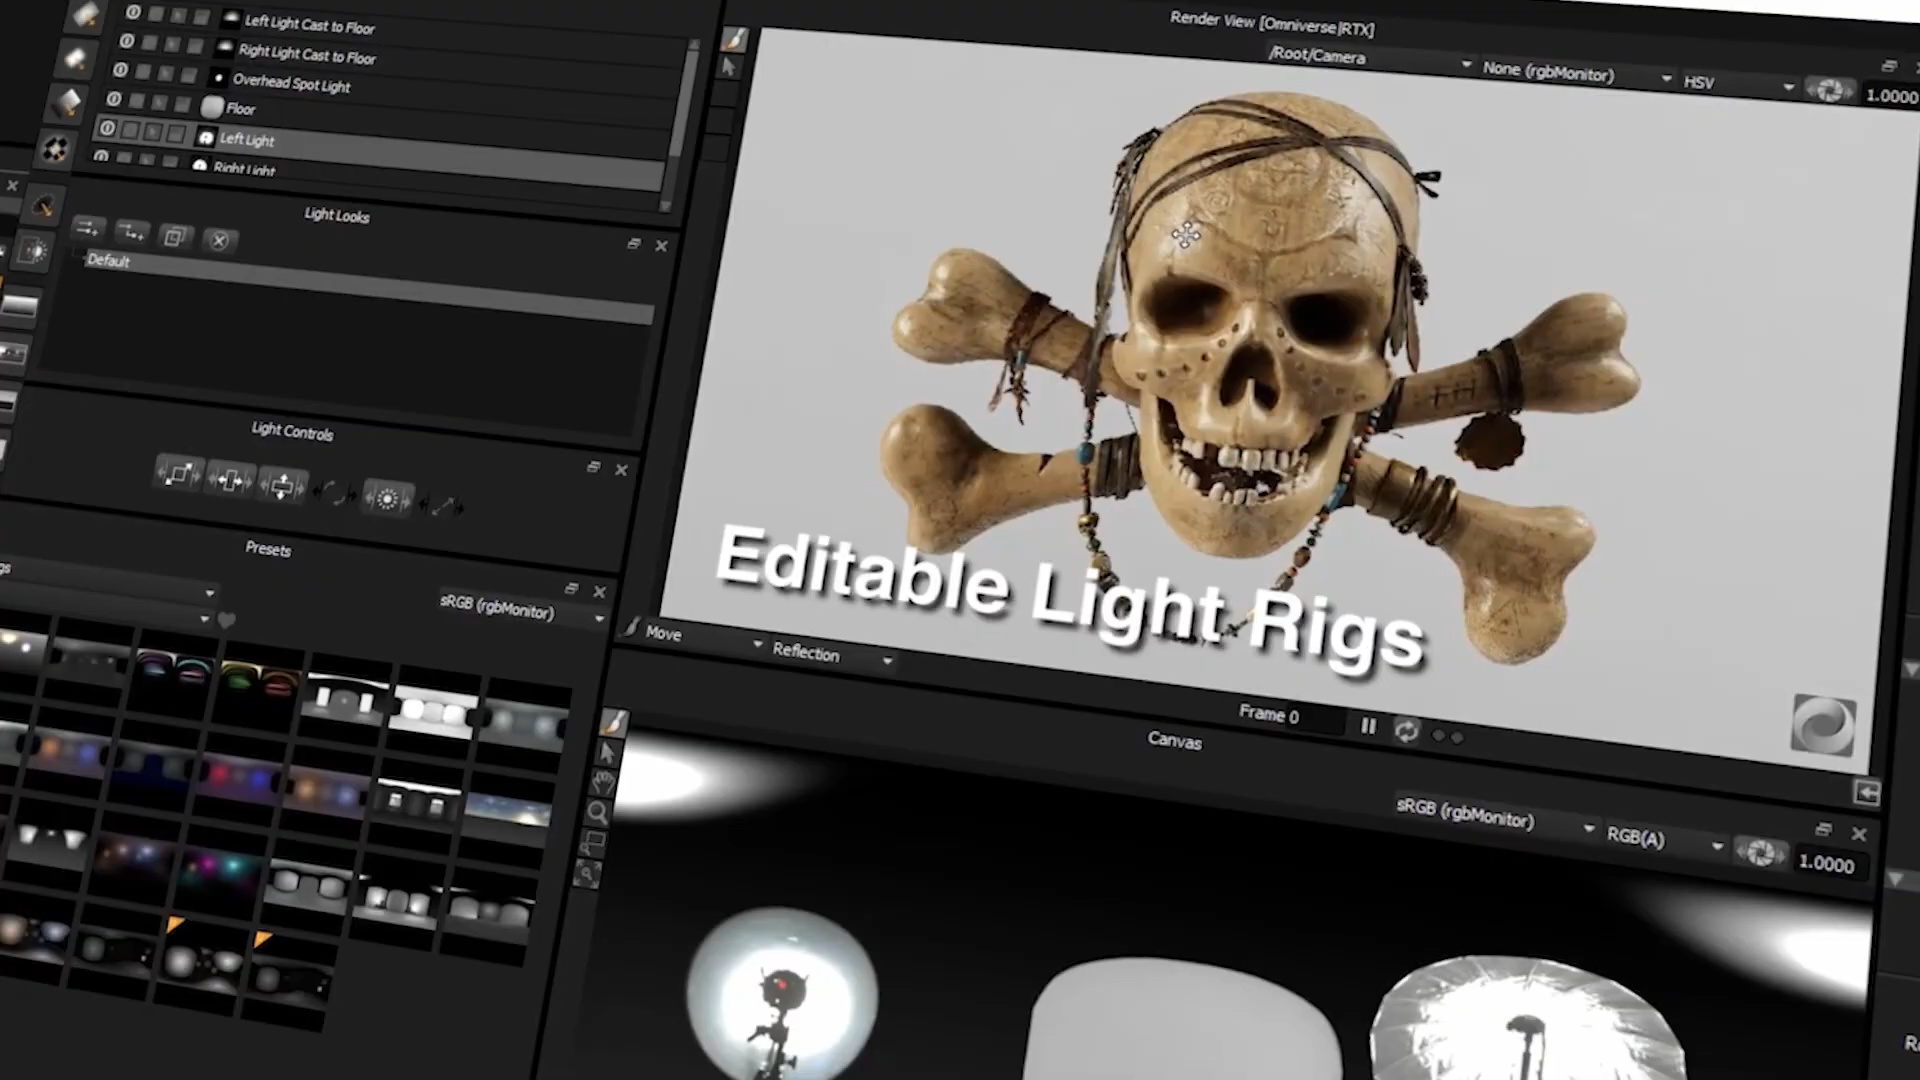 Left Light Cast to Floor
Right Light Cast to Floor
Overhead Spot Light
Floor
Left Light
Right Light
Light Looks
Default
Light Controls
Presets
gs
sRGB (rgbMonitor)
Render View [Omniverse|RTX]
/Root/Camera
None (rgbMonitor)
HSV
1.0000
Editable Light Rigs
Move
Reflection
Frame 0
Canvas
sRGB (rgbMonitor)
RGB(A)
1.0000